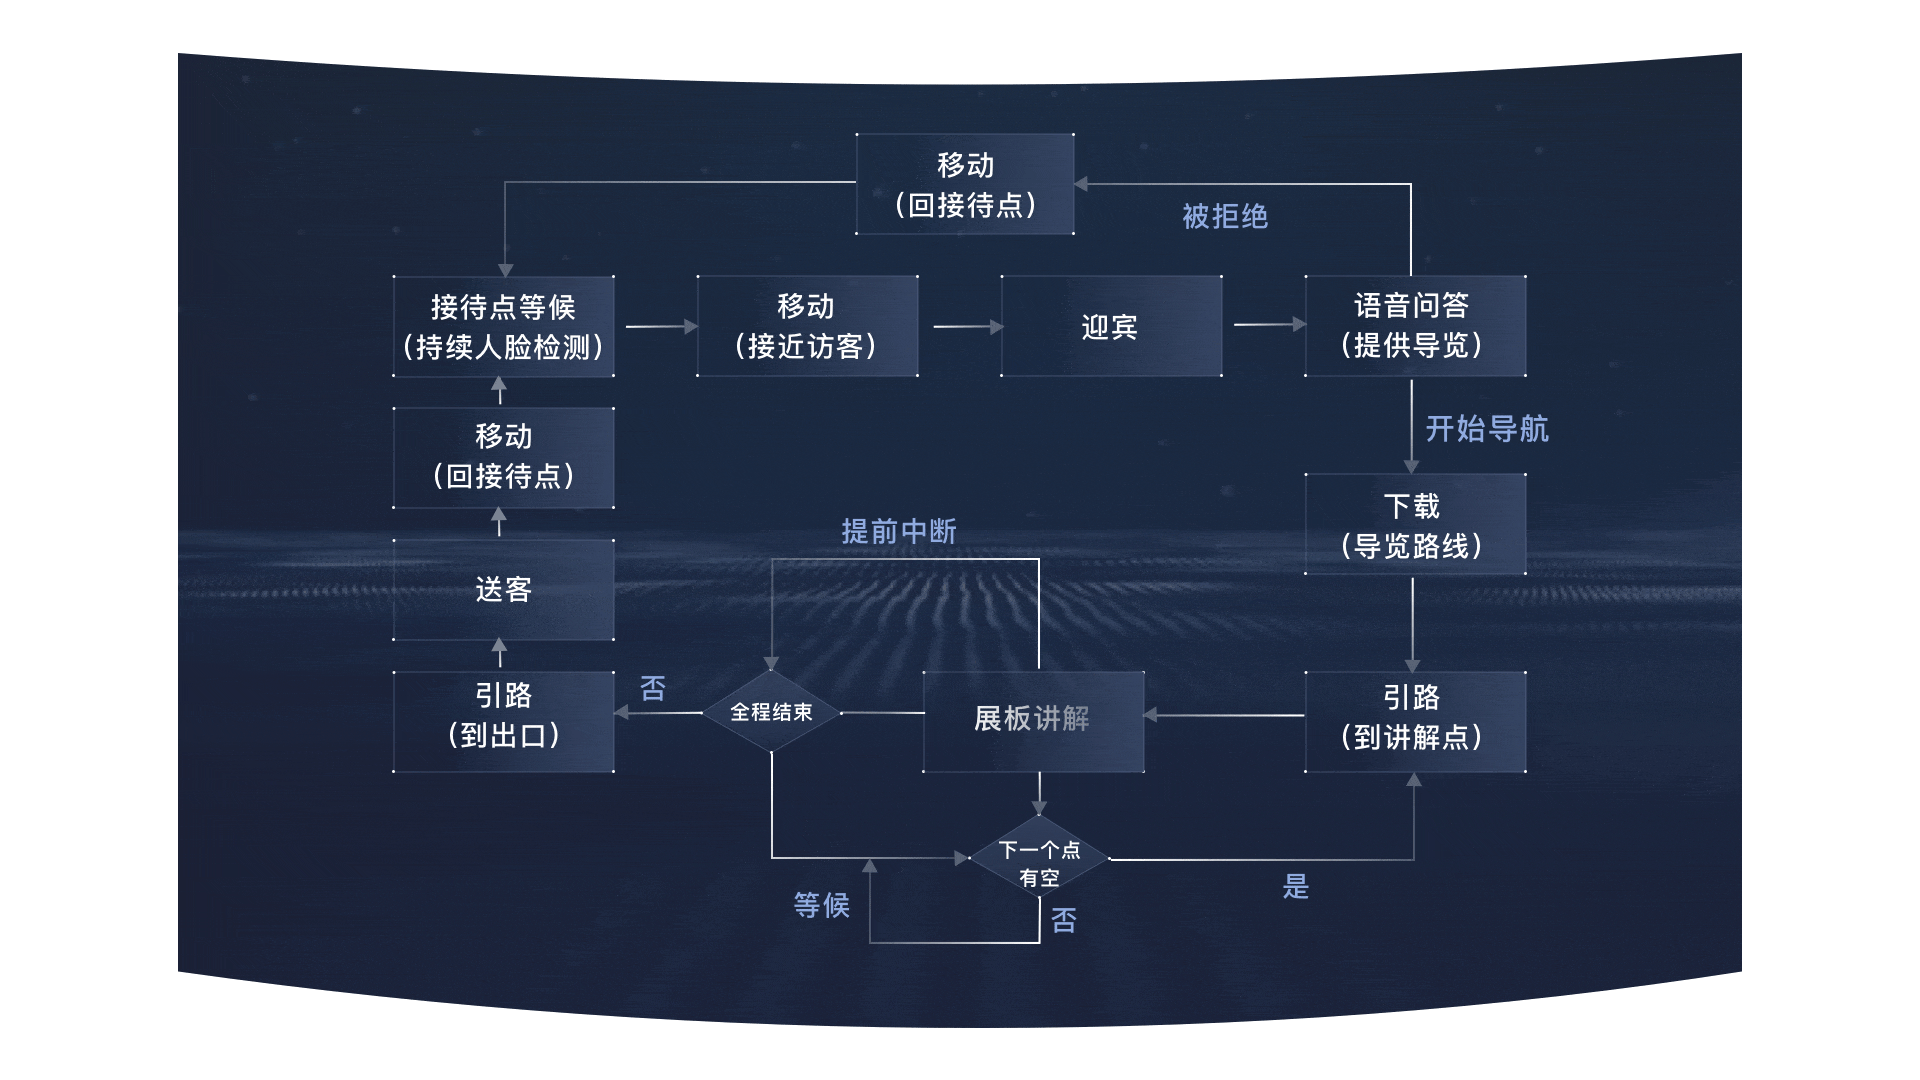 移动
（回接待点）
被拒绝
接待点等候
（持续人脸检测）
移动
（接近访客）
迎宾
语音问答
（提供导览）
开始导航
移动
（回接待点）
下载
（导览路线）
提前中断
送客
引路
（到出口）
否
全程结束
展板讲解
引路
（到讲解点）
下一个点
有空
等候
否
是